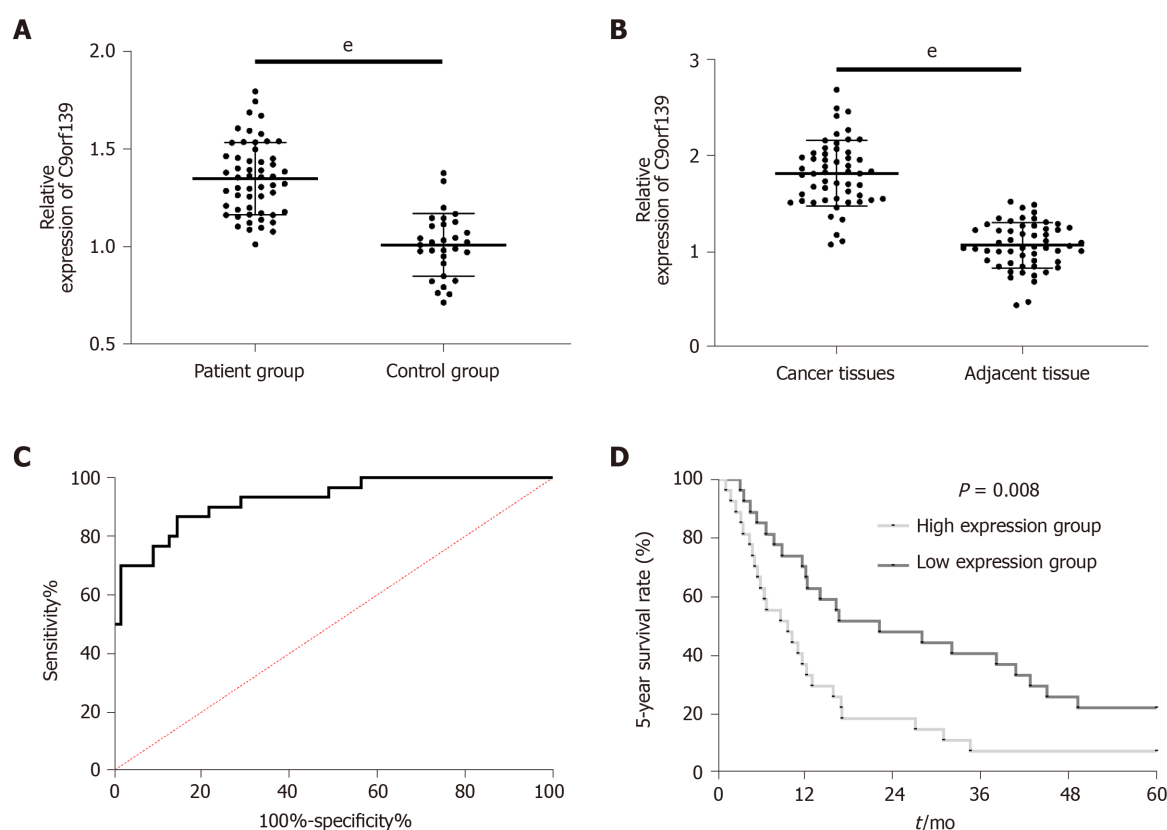 A
Relative
expression of C9orf139
2.0
1.5
1.0
0.5
e
Patient group
Control group
B
Relative
expression of C9orf139
3
2
1
0
e
Cancer tissues
Adjacent tissue
C
Sensitivity%
100
80
60
40
20
0
0
20
40
60
80
100
100%-specificity%
D
5-year survival rate (%)
100
80
60
40
20
0
P = 0.008
High expression group
Low expression group
0
12
24
36
48
60
t/mo